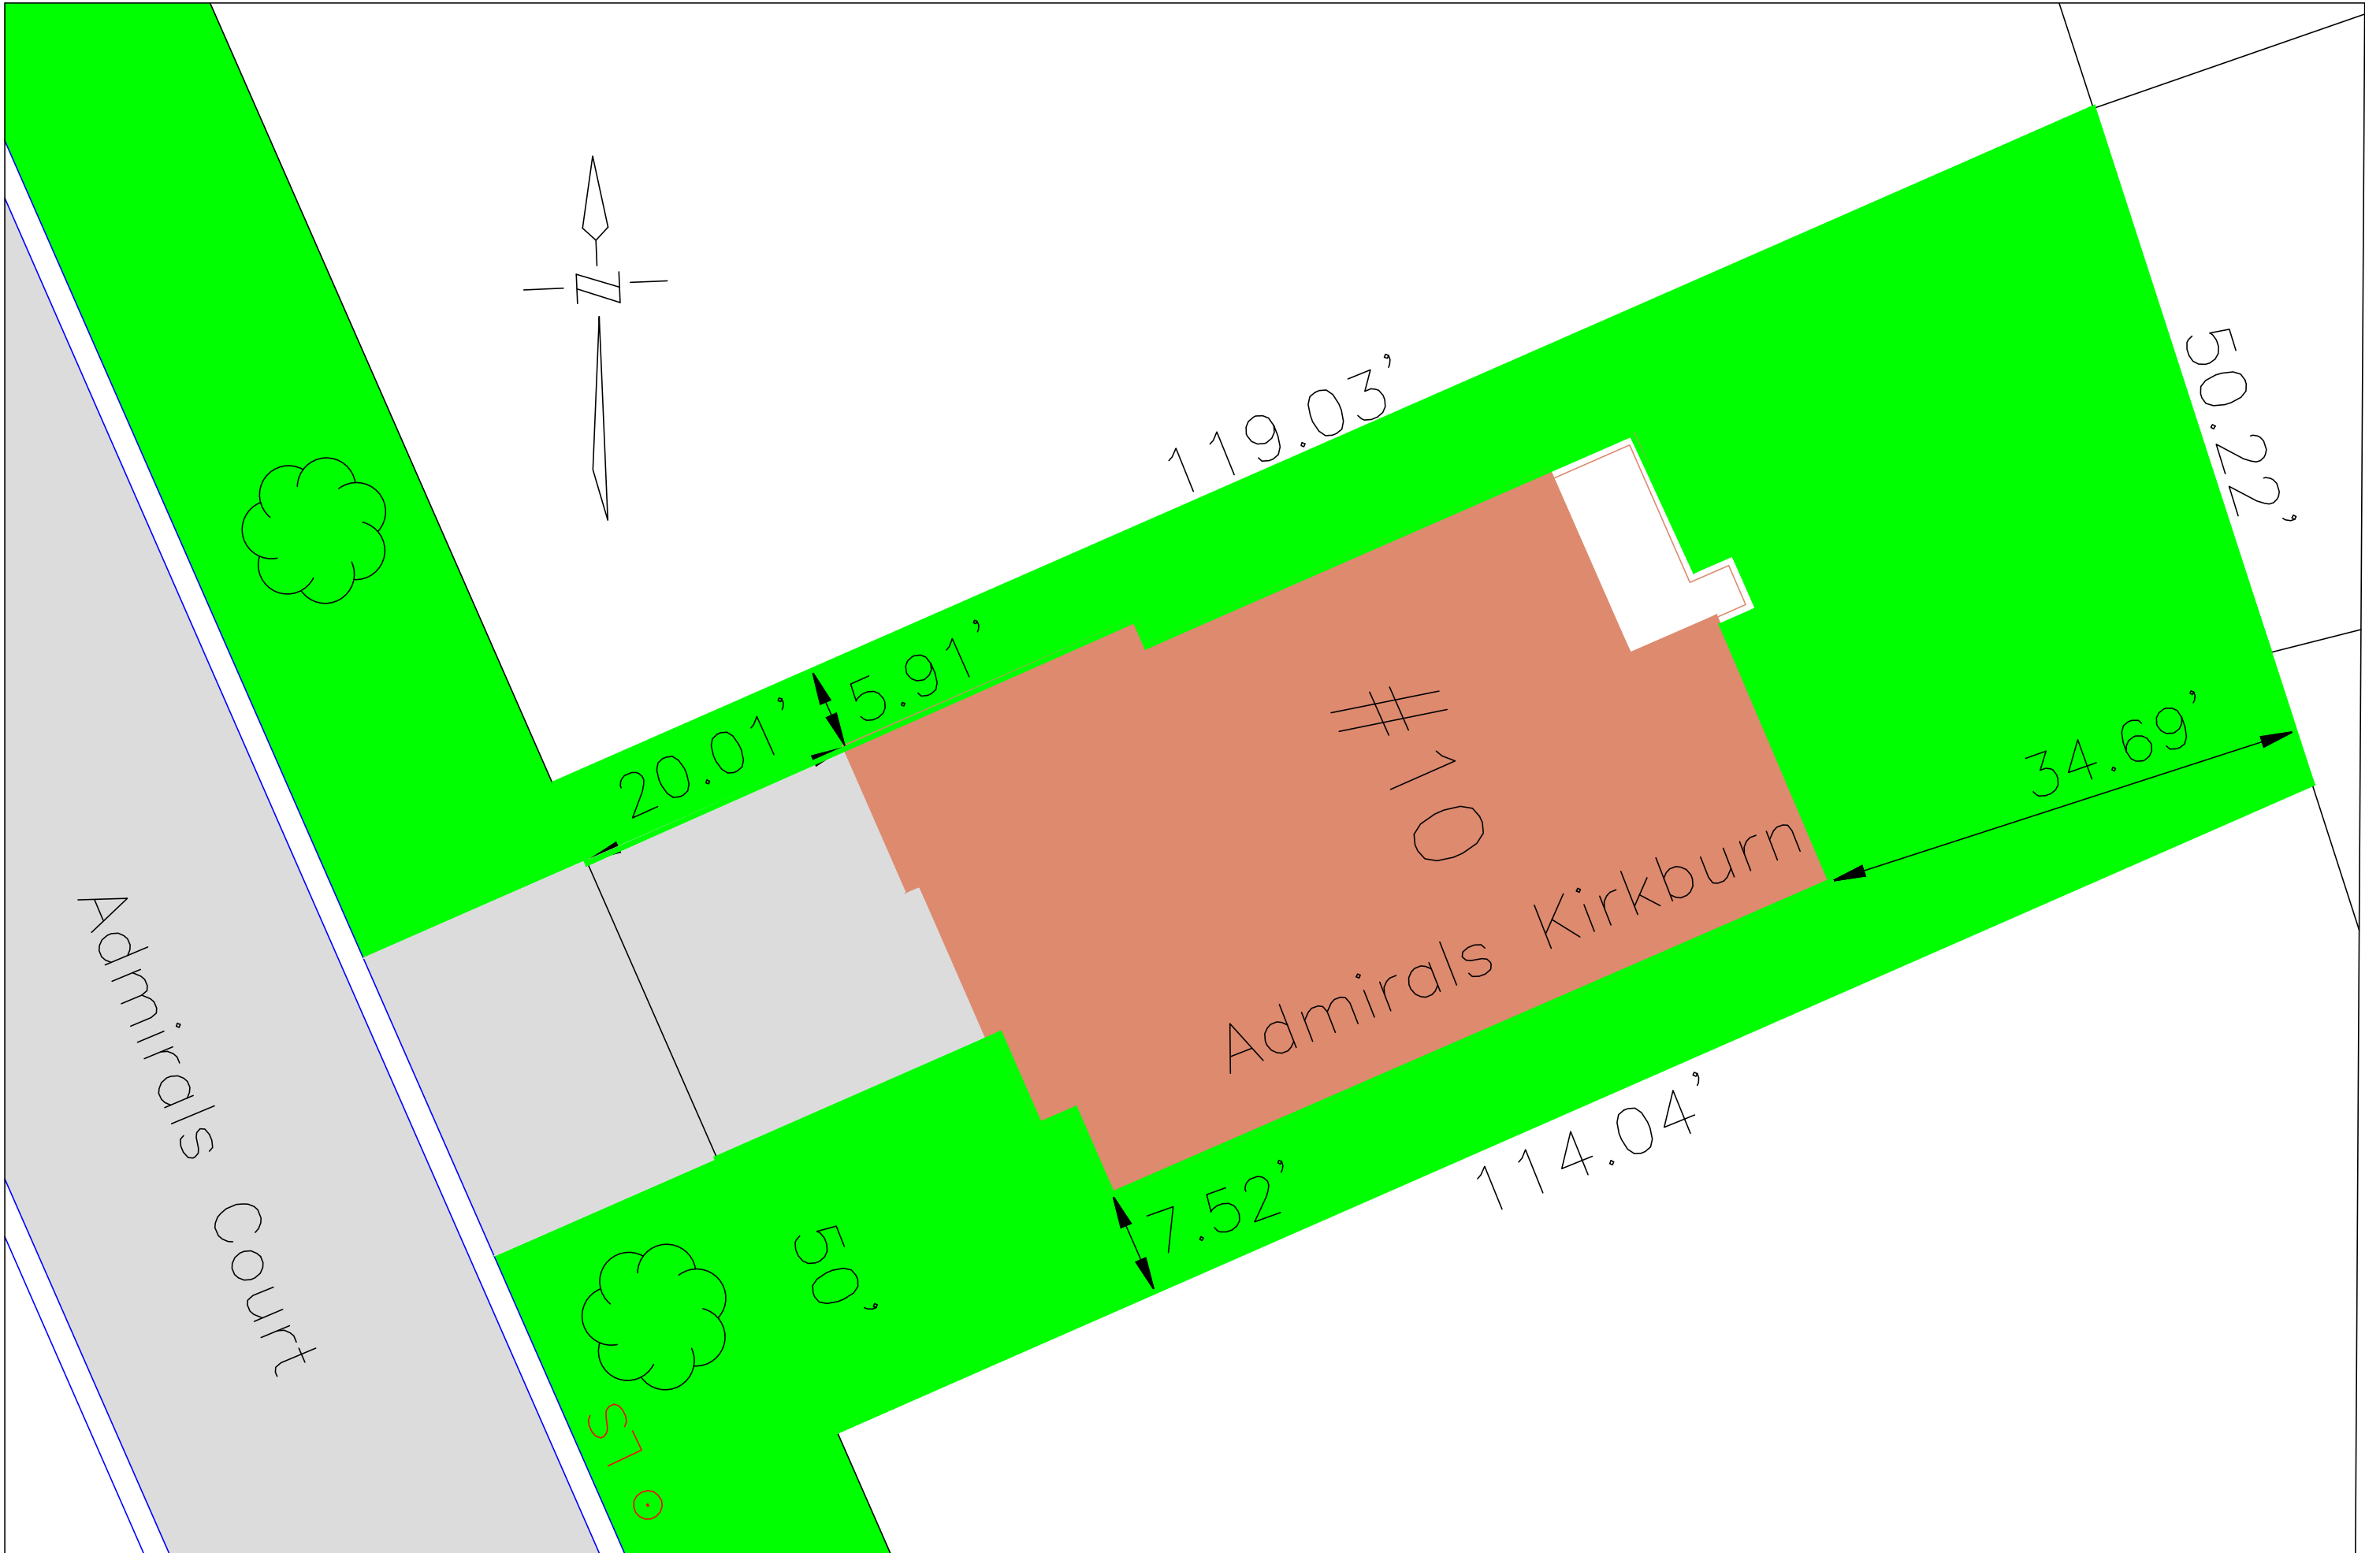 N
119.03'
50.22'
5.91'
20.01'
#10
34.69'
Admirals Kirkburn
Admirals Court
114.04'
7.52'
50'
SL